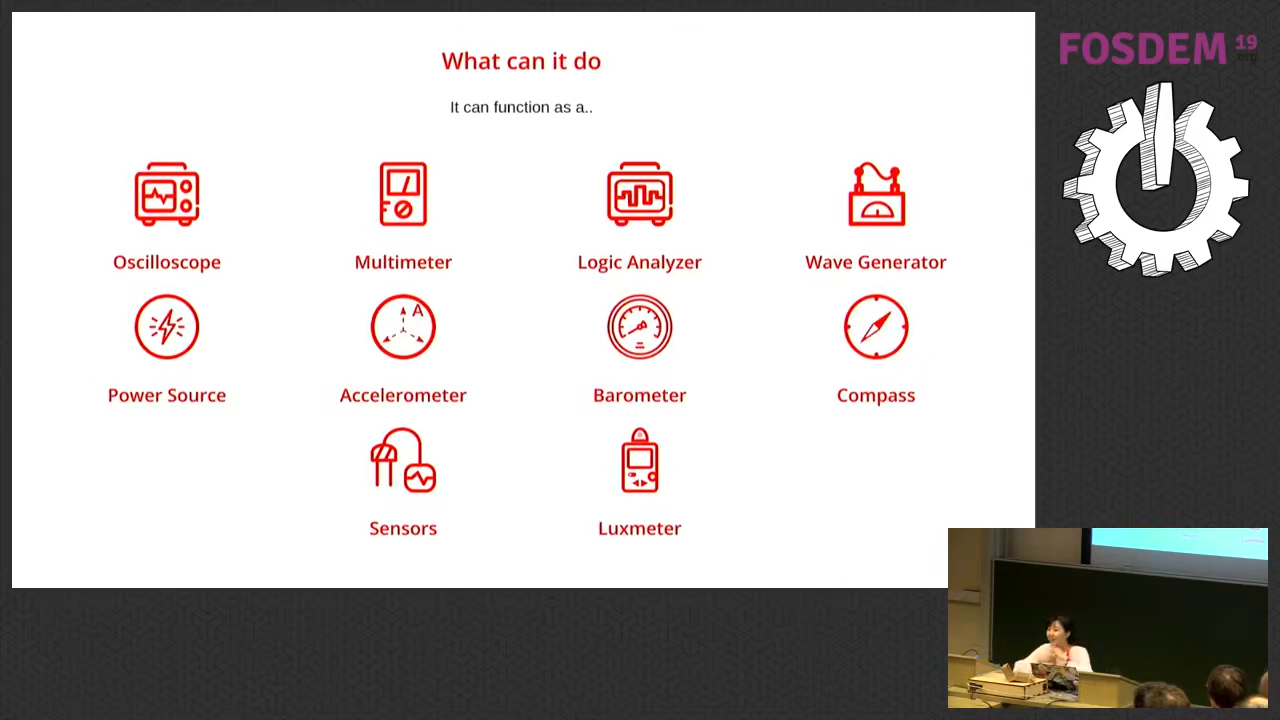 What can it do
It can function as a..
Oscilloscope
Multimeter
Logic Analyzer
Wave Generator
A
Power Source
Accelerometer
Barometer
Compass
Sensors
Luxmeter
FOSDEM 19
.org